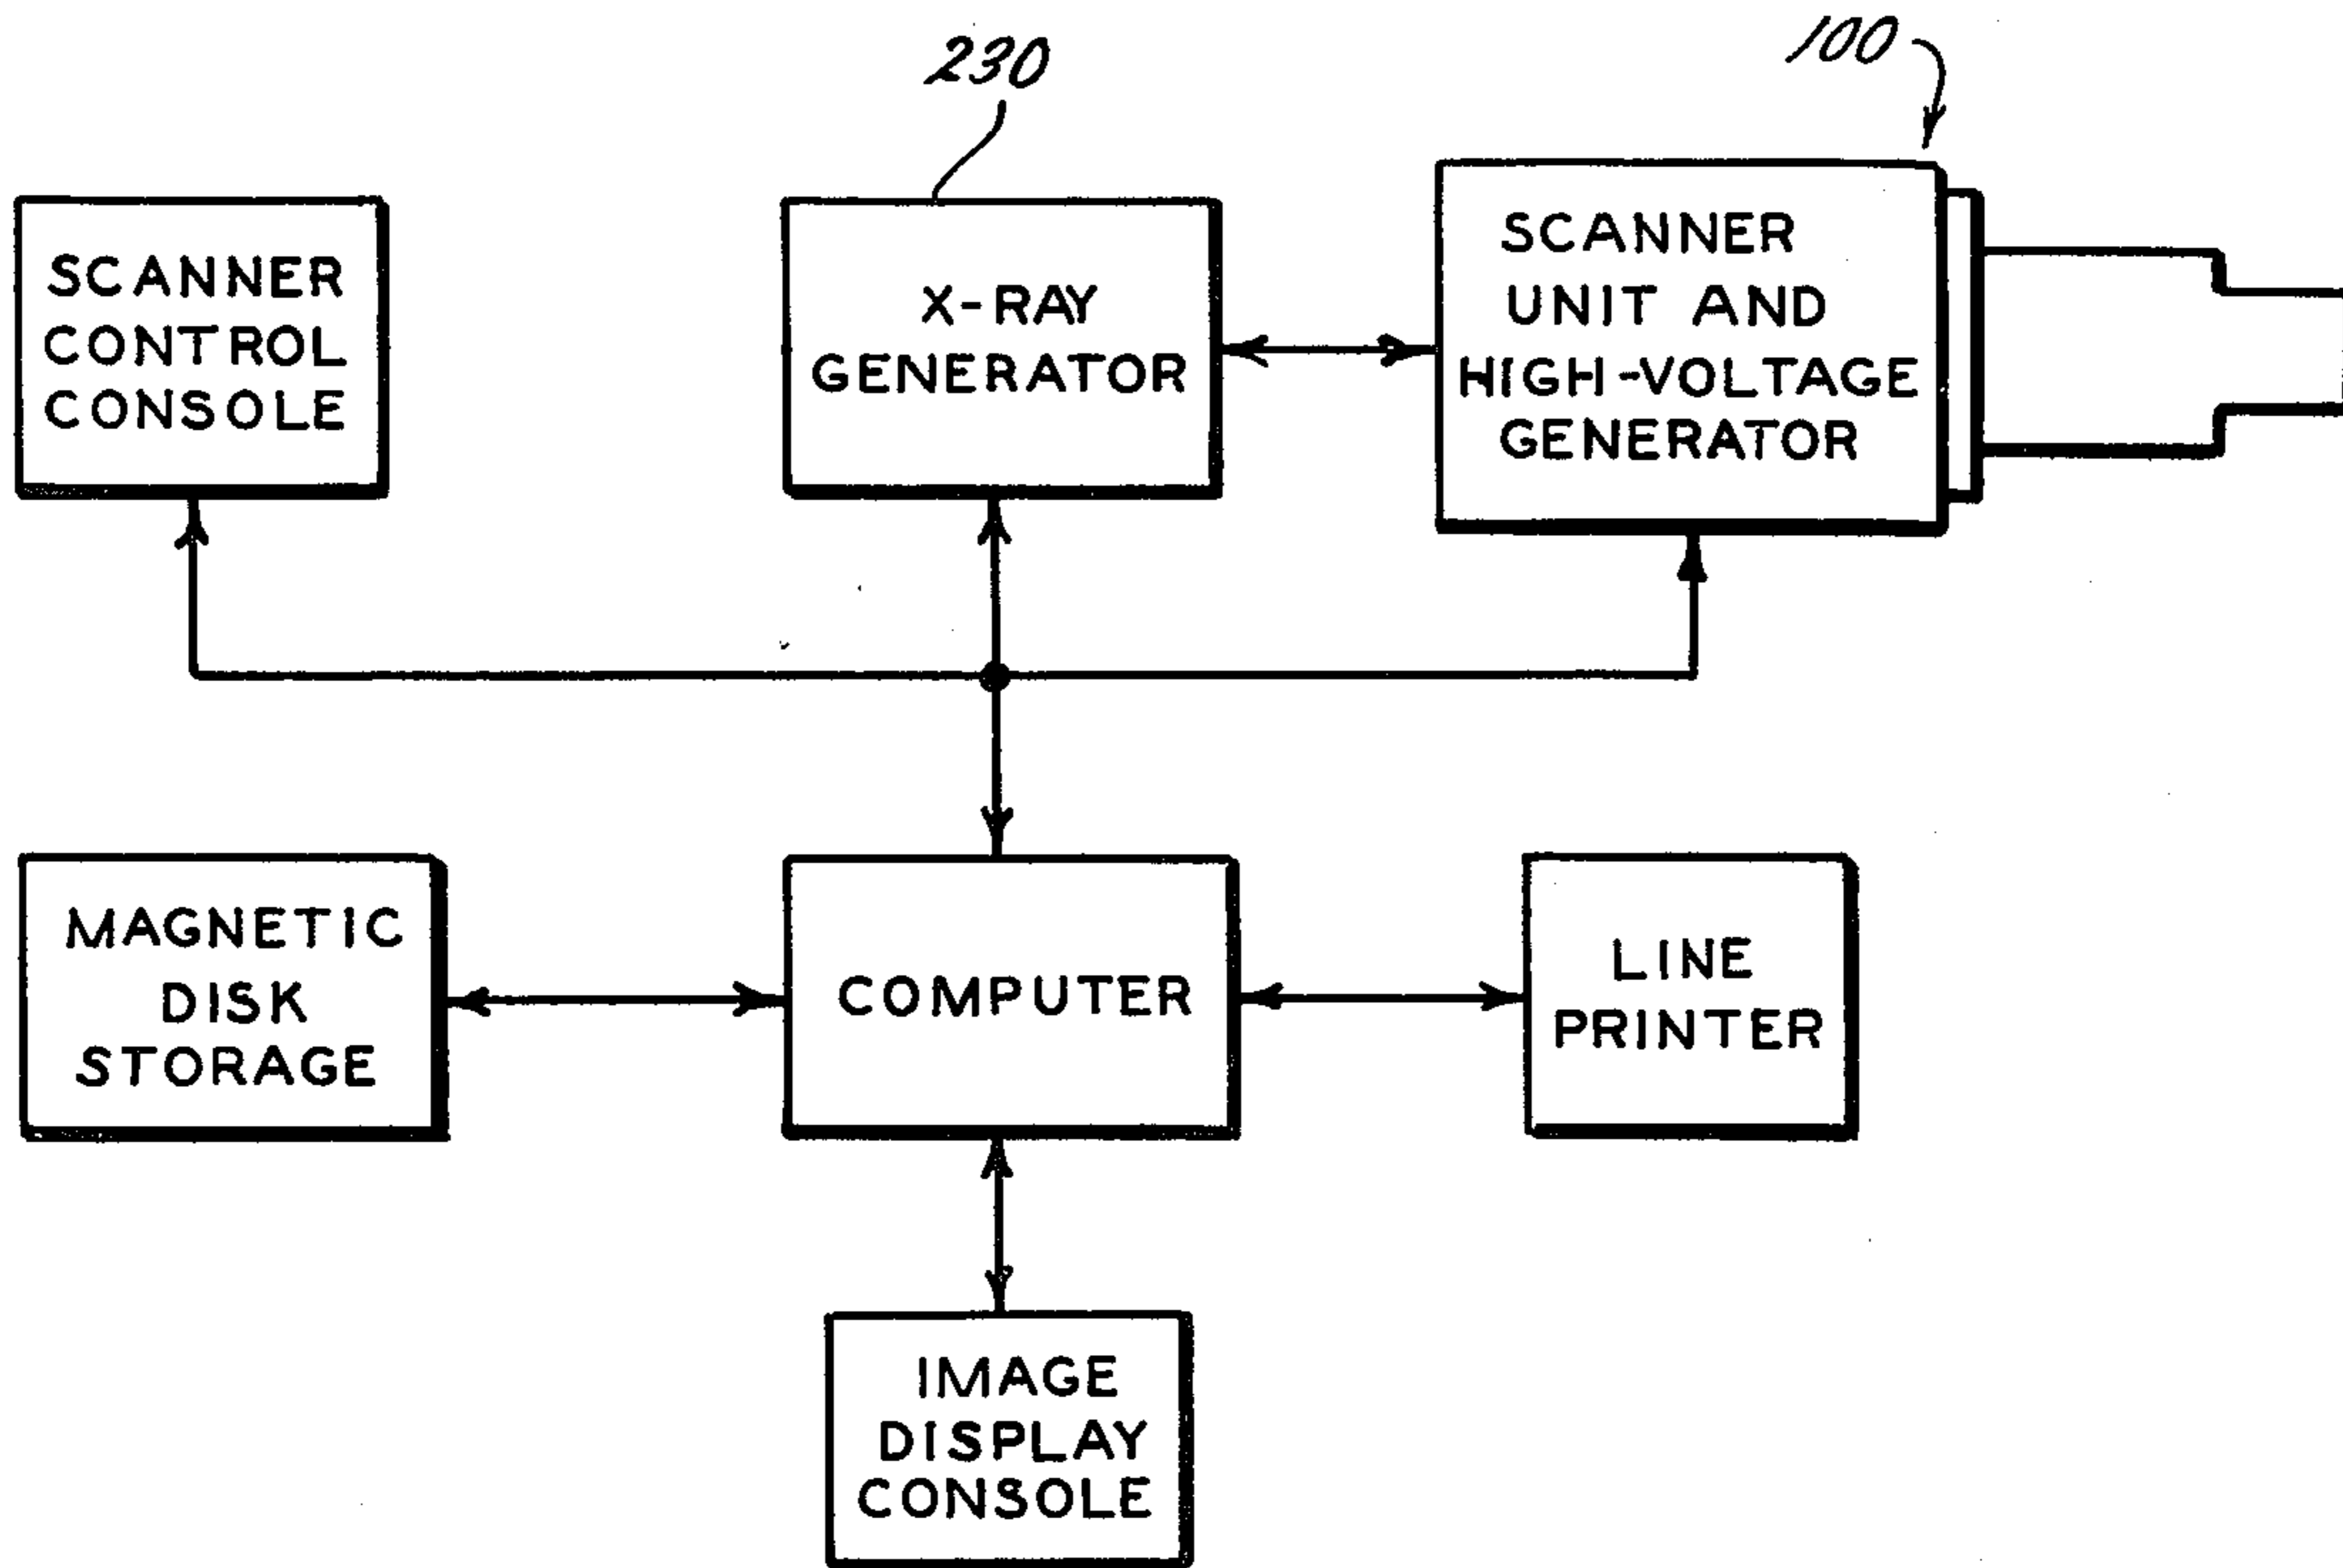 230
100
SCANNER
CONTROL
CONSOLE
X-RAY
GENERATOR
SCANNER
UNIT AND
HIGH-VOLTAGE
GENERATOR
MAGNETIC
DISK
STORAGE
COMPUTER
LINE
PRINTER
IMAGE
DISPLAY
CONSOLE